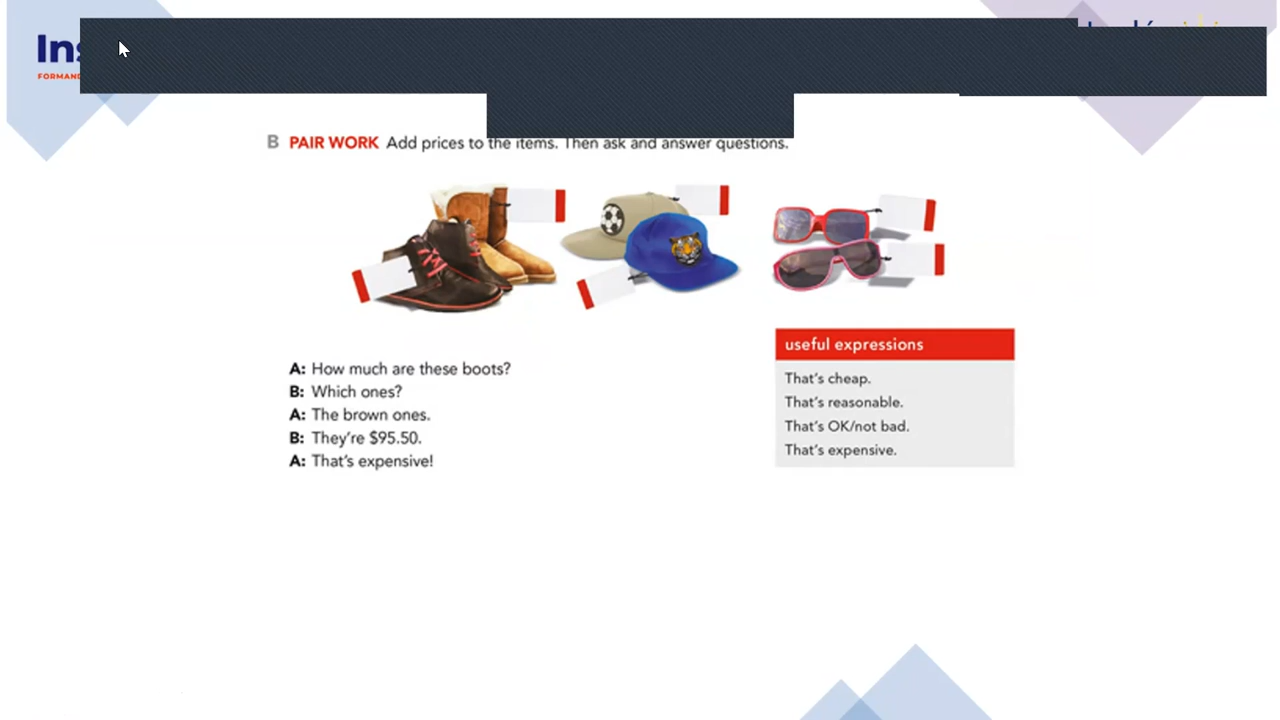 B PAIR WORK Add prices to the items. Then ask and answer questions.
A: How much are these boots?
B: Which ones?
A: The brown ones.
B: They're $95.50.
A: That's expensive!
useful expressions
That's cheap.
That's reasonable.
That's OK/not bad.
That's expensive.